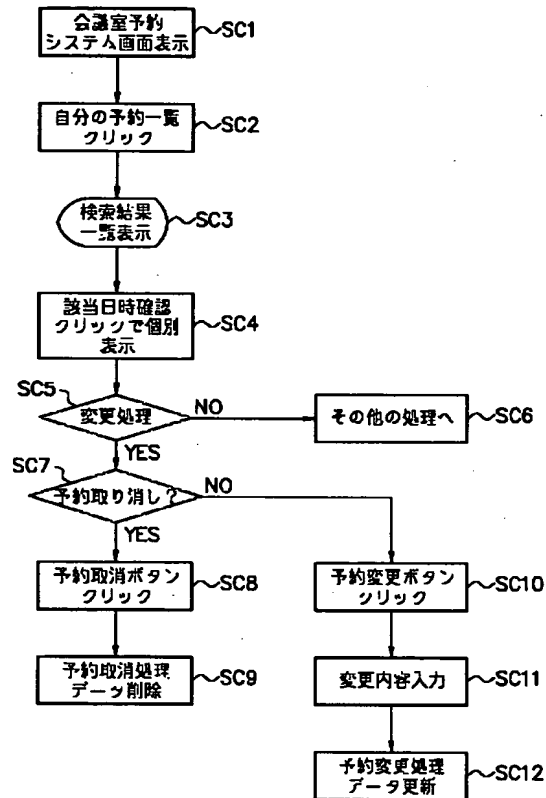 会議室予約
システム画面表示
SC1
自分の予約一覧
クリック
SC2
検索結果
一覧表示
SC3
該当日時確認
クリックで個別
表示
SC4
SC5
変更処理
NO
その他の処理へ
SC6
YES
SC7
予約取り消し?
NO
YES
予約取消ボタン
クリック
SC8
予約変更ボタン
クリック
SC10
予約取消処理
データ削除
SC9
変更内容入力
SC11
予約変更処理
データ更新
SC12